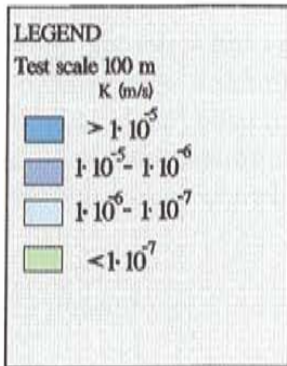 LEGEND
Test scale 100 m
K (m/s)
> 1·10⁻⁵
1·10⁻⁵- 1·10⁻⁶
1·10⁻⁶- 1·10⁻⁷
<1·10⁻⁷